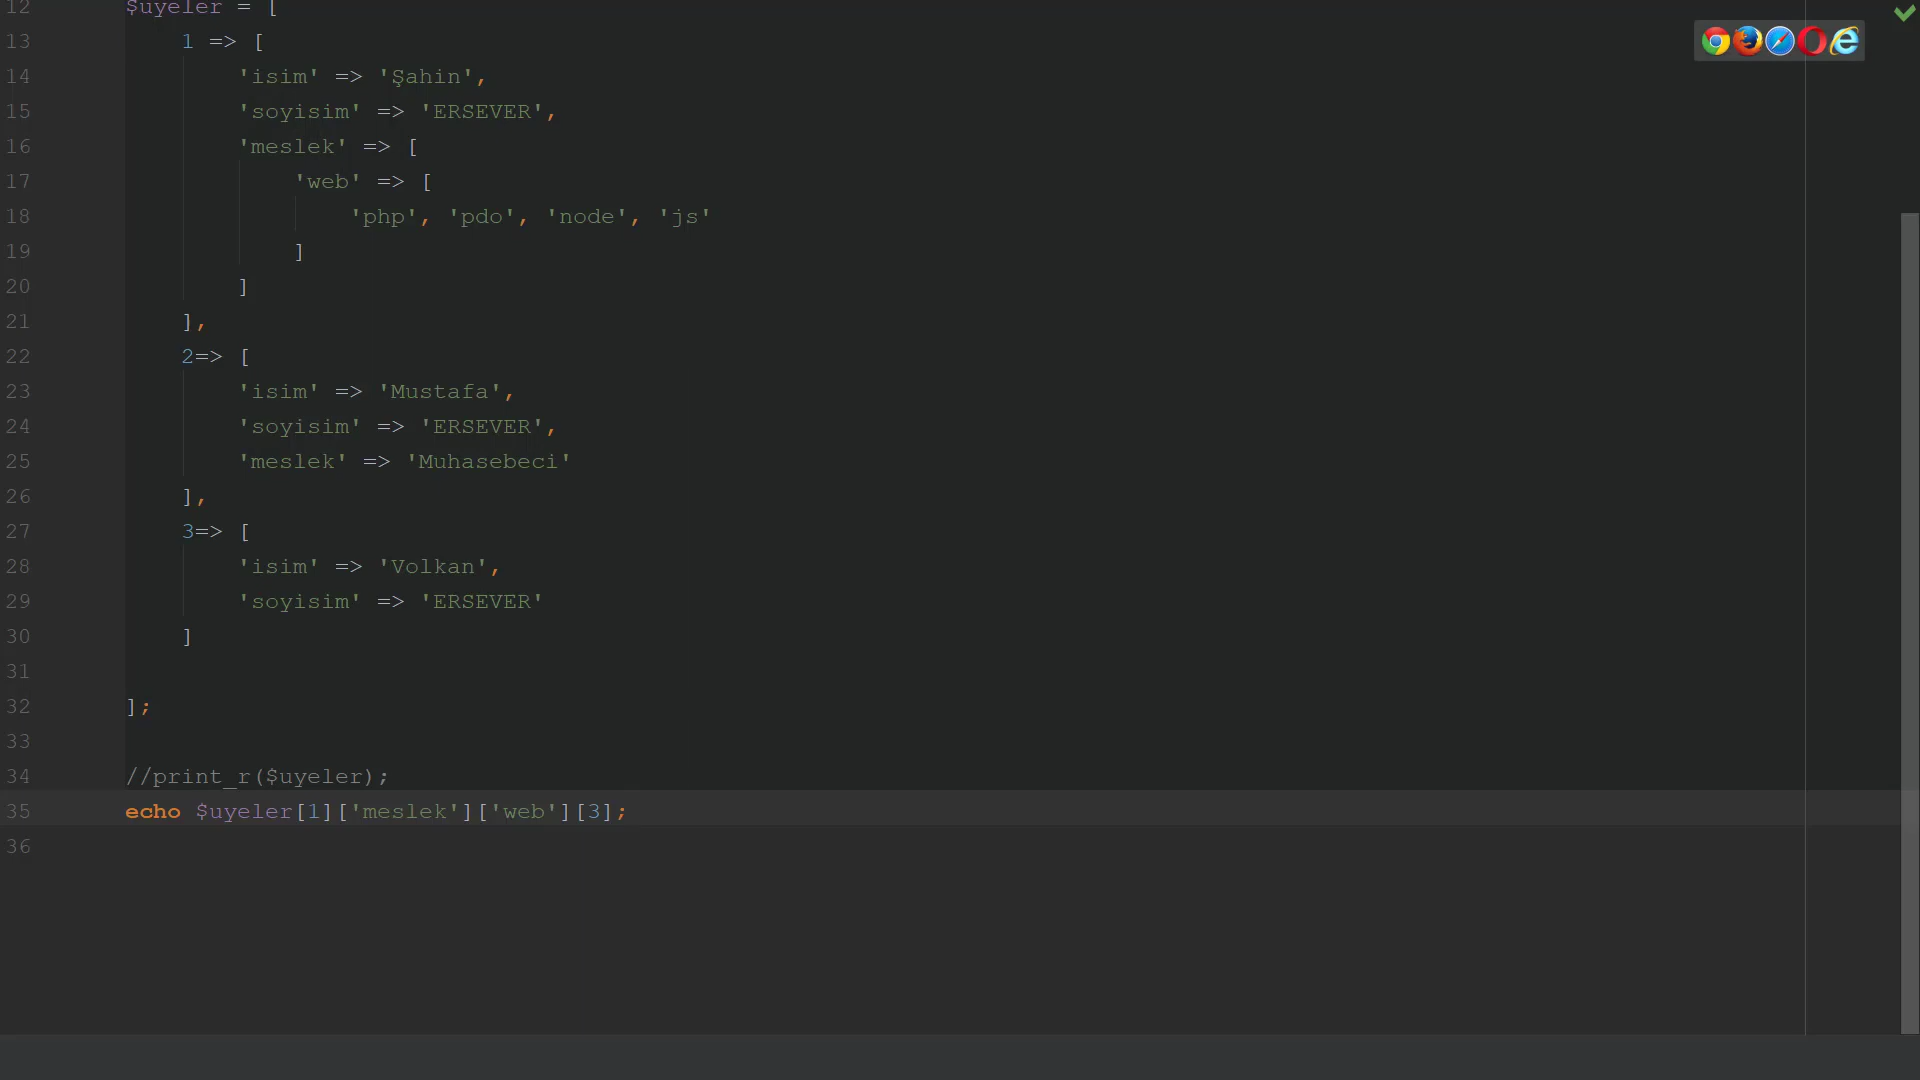 12 $uyeler = [
13 1 => [
14 'isim' => 'Şahin',
15 'soyisim' => 'ERSEVER',
16 'meslek' => [
17 'web' => [
18 'php', 'pdo', 'node', 'js'
19 ]
20 ]
21 ],
22 2=> [
23 'isim' => 'Mustafa',
24 'soyisim' => 'ERSEVER',
25 'meslek' => 'Muhasebeci'
26 ],
27 3=> [
28 'isim' => 'Volkan',
29 'soyisim' => 'ERSEVER'
30 ]
31
32 ];
33
34 //print_r($uyeler);
35 echo $uyeler[1]['meslek']['web'][3];
36